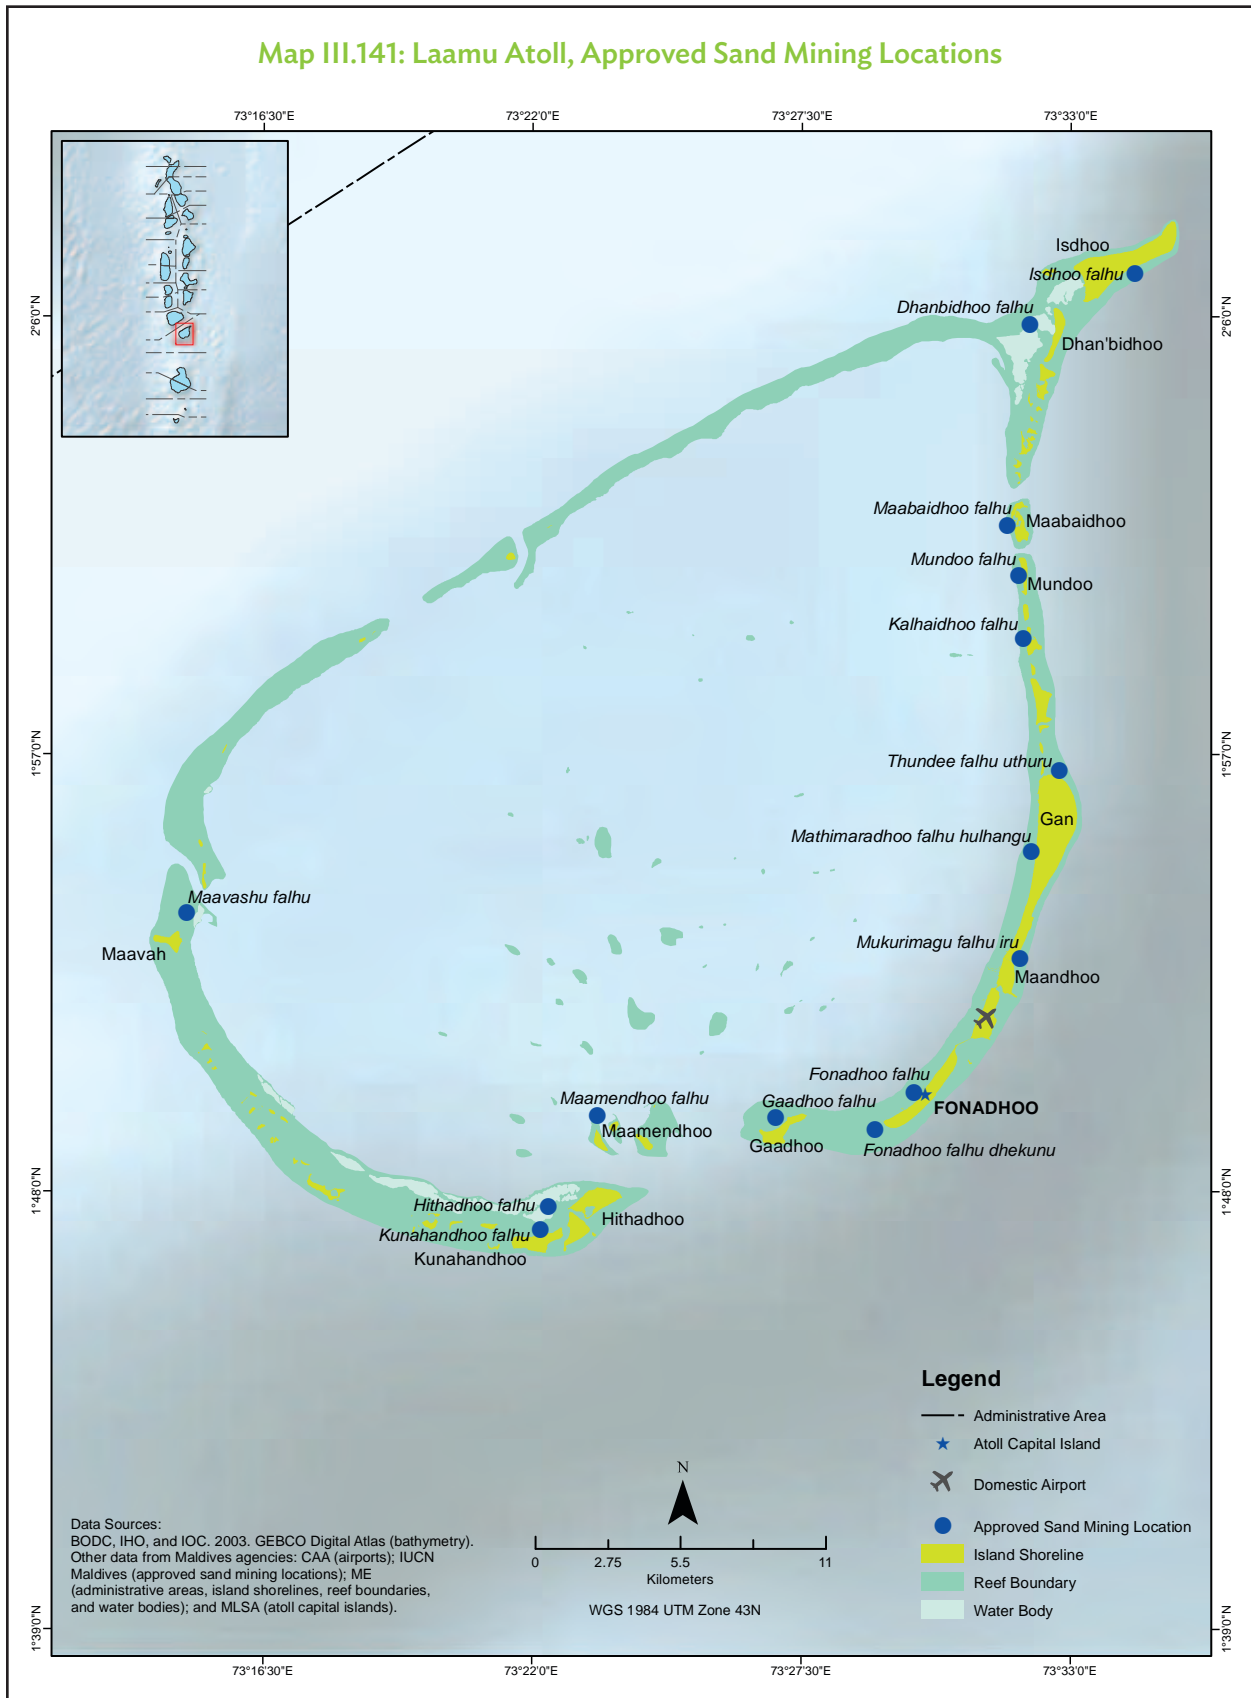 Map III.141: Laamu Atoll, Approved Sand Mining Locations
73°16'30"E
73°22'0"E
73°27'30"E
73°33'0"E
2°6'0"N
2°6'0"N
1°57'0"N
1°57'0"N
1°48'0"N
1°48'0"N
1°39'0"N
1°39'0"N
Isdhoo
Isdhoo falhu
Dhanbidhoo falhu
Dhan'bidhoo
Maabaidhoo falhu
Maabaidhoo
Mundoo falhu
Mundoo
Kalhaidhoo falhu
Thundee falhu uthuru
Gan
Mathimaradhoo falhu hulhangu
Maavashu falhu
Maavah
Mukurimagu falhu iru
Maandhoo
Fonadhoo falhu
FONADHOO
Maamendhoo falhu
Gaadhoo falhu
Maamendhoo
Gaadhoo
Fonadhoo falhu dhekunu
Hithadhoo falhu
Hithadhoo
Kunahandhoo falhu
Kunahandhoo
Legend
Administrative Area
Atoll Capital Island
Domestic Airport
Approved Sand Mining Location
Island Shoreline
Reef Boundary
Water Body
N
0
2.75
5.5
11
Kilometers
WGS 1984 UTM Zone 43N
Data Sources:
BODC, IHO, and IOC. 2003. GEBCO Digital Atlas (bathymetry).
Other data from Maldives agencies: CAA (airports); IUCN
Maldives (approved sand mining locations); ME
(administrative areas, island shorelines, reef boundaries,
and water bodies); and MLSA (atoll capital islands).
73°16'30"E
73°22'0"E
73°27'30"E
73°33'0"E